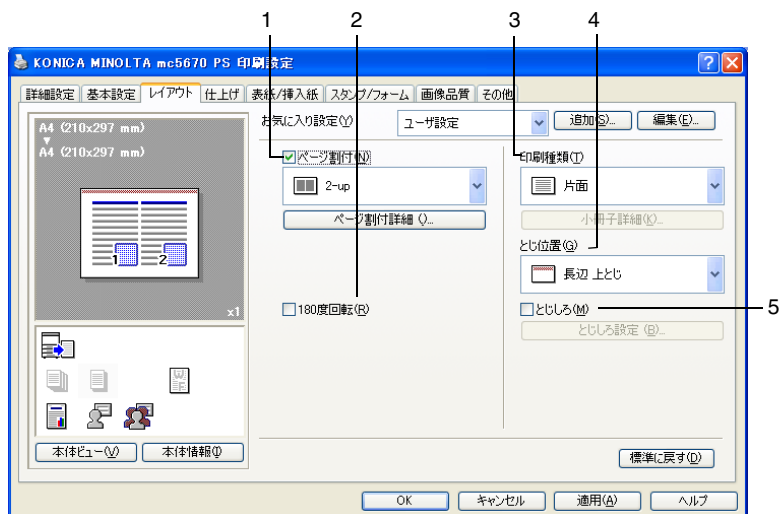 1 2 3 4
KONICA MINOLTA mc5670 PS 印刷設定
詳細設定 基本設定 レイアウト 仕上げ 表紙/挿入紙 スタンプ/フォーム 画像品質 その他
A4 (210x297 mm)
A4 (210x297 mm)
お気に入り設定(Y) ユーザ設定 追加(S)... 編集(E)...
ページ割付(N) 印刷種類(T)
2-up 片面
ページ割付詳細 ()... 小冊子詳細(K)...
とじ位置(G)
1 2
長辺 上とじ
x1
180度回転(R) とじしろ(M) 5
とじしろ設定 (B)...
本体ビュー(V) 本体情報(I)
標準に戻す(D)
OK キャンセル 適用(A) ヘルプ